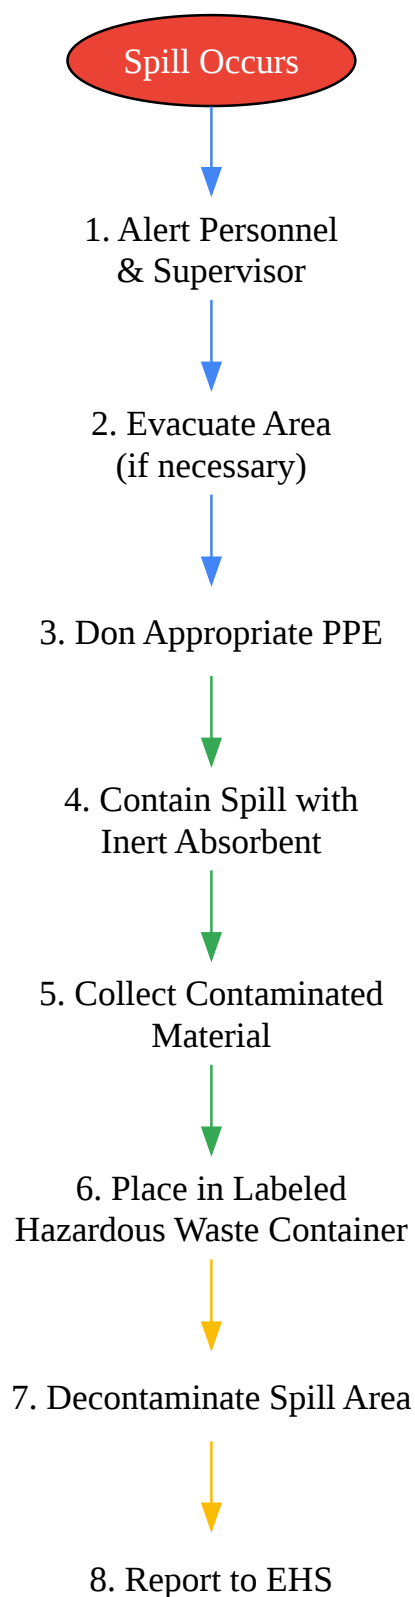 Spill Occurs
1. Alert Personnel
& Supervisor
2. Evacuate Area
(if necessary)
3. Don Appropriate PPE
4. Contain Spill with
Inert Absorbent
5. Collect Contaminated
Material
6. Place in Labeled
Hazardous Waste Container
7. Decontaminate Spill Area
8. Report to EHS